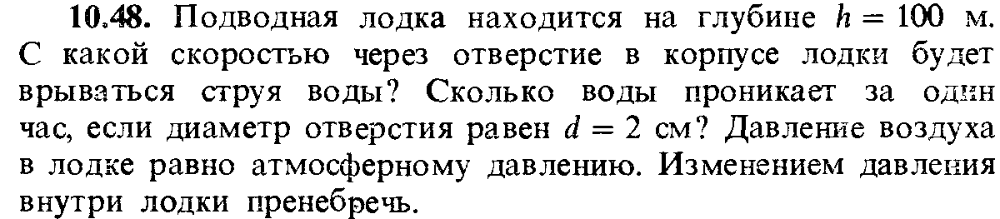 10.48. Подводная лодка находится на глубине h = 100 м.
С какой скоростью через отверстие в корпусе лодки будет
врываться струя воды? Сколько воды проникает за один
час, если диаметр отверстия равен d = 2 см? Давление воздуха
в лодке равно атмосферному давлению. Изменением давления
внутри лодки пренебречь.